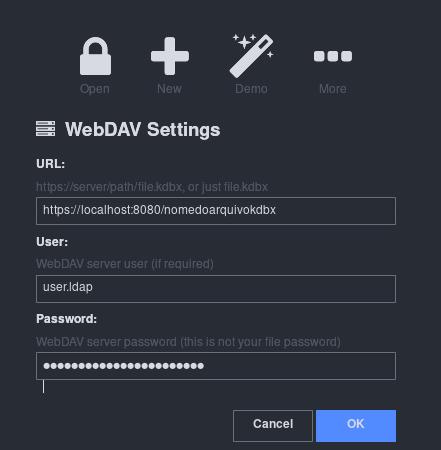 Open New Demo More
WebDAV Settings
URL:
https://server/path/file.kdbx, or just file.kdbx
https://localhost:8080/nomedoarquivokdbx
User:
WebDAV server user (if required)
user.ldap
Password:
WebDAV server password (this is not your file password)
Cancel OK